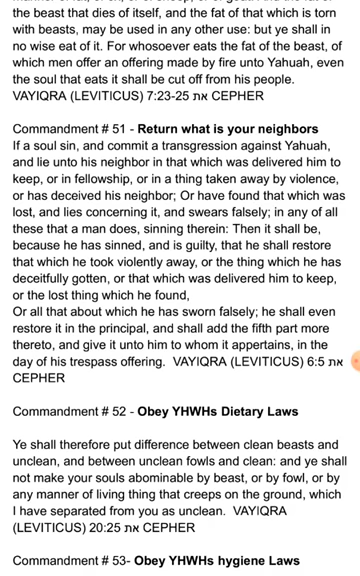 the beast that dies of itself, and the fat of that which is torn
with beasts, may be used in any other use: but ye shall in
no wise eat of it. For whosoever eats the fat of the beast, of
which men offer an offering made by fire unto Yahuah, even
the soul that eats it shall be cut off from his people.
VAYIQRA (LEVITICUS) 7:23-25 את CEPHER
Commandment # 51 - Return what is your neighbors
If a soul sin, and commit a transgression against Yahuah,
and lie unto his neighbor in that which was delivered him to
keep, or in fellowship, or in a thing taken away by violence,
or has deceived his neighbor; Or have found that which was
lost, and lies concerning it, and swears falsely; in any of all
these that a man does, sinning therein: Then it shall be,
because he has sinned, and is guilty, that he shall restore
that which he took violently away, or the thing which he has
deceitfully gotten, or that which was delivered him to keep,
or the lost thing which he found,
Or all that about which he has sworn falsely; he shall even
restore it in the principal, and shall add the fifth part more
thereto, and give it unto him to whom it appertains, in the
day of his trespass offering. VAYIQRA (LEVITICUS) 6:5 את
CEPHER
Commandment # 52 - Obey YHWHs Dietary Laws
Ye shall therefore put difference between clean beasts and
unclean, and between unclean fowls and clean: and ye shall
not make your souls abominable by beast, or by fowl, or by
any manner of living thing that creeps on the ground, which
I have separated from you as unclean. VAYIQRA
(LEVITICUS) 20:25 את CEPHER
Commandment # 53- Obey YHWHs hygiene Laws